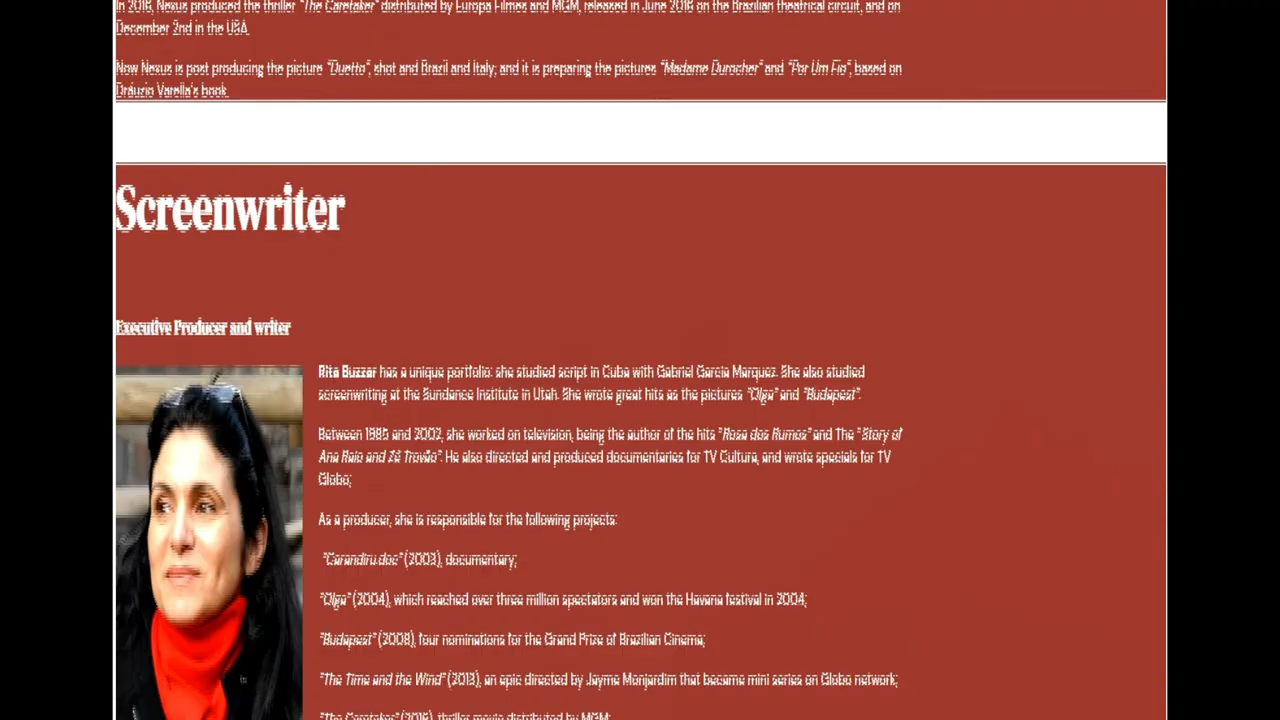 In 2016, Nexus produced the thriller "The Caretaker" distributed by Europa Filmes and MGM, released in June 2016 on the Brazilian theatrical circuit, and on
December 2nd in the USA.
Now Nexus is post producing the picture "Duetto", shot and Brazil and Italy; and it is preparing the pictures "Madame Durocher" and "Por Um Fio", based on
Dráuzio Varella's book.
Screenwriter
Executive Producer and writer
Rita Buzzar has a unique portfolio: she studied script in Cuba with Gabriel Garcia Marquez. She also studied
screenwriting at the Sundance Institute in Utah. She wrote great hits as the pictures "Olga" and "Budapest".
Between 1985 and 2002, she worked on television, being the author of the hits "Rosa dos Rumos" and The "Story of
Ana Raio and Zé Trovão". He also directed and produced documentaries for TV Cultura, and wrote specials for TV
Globo;
As a producer, she is responsible for the following projects:
"Carandiru.doc" (2003), documentary;
"Olga" (2004), which reached over three million spectators and won the Havana festival in 2004;
"Budapest" (2009), four nominations for the Grand Prize of Brazilian Cinema;
"The Time and the Wind" (2013), an epic directed by Jayme Monjardim that became mini series on Globo network;
"The Caretaker" (2016), thriller movie distributed by MGM;